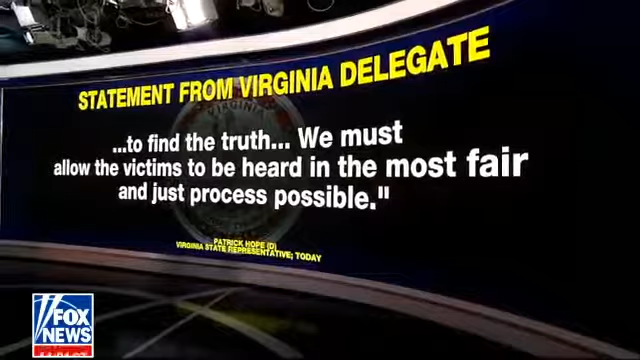 STATEMENT FROM VIRGINIA DELEGATE
VIRGINIA
...to find the truth... We must
allow the victims to be heard in the most fair
and just process possible."
PATRICK HOPE (D)
VIRGINIA STATE REPRESENTATIVE; TODAY
FOX
NEWS